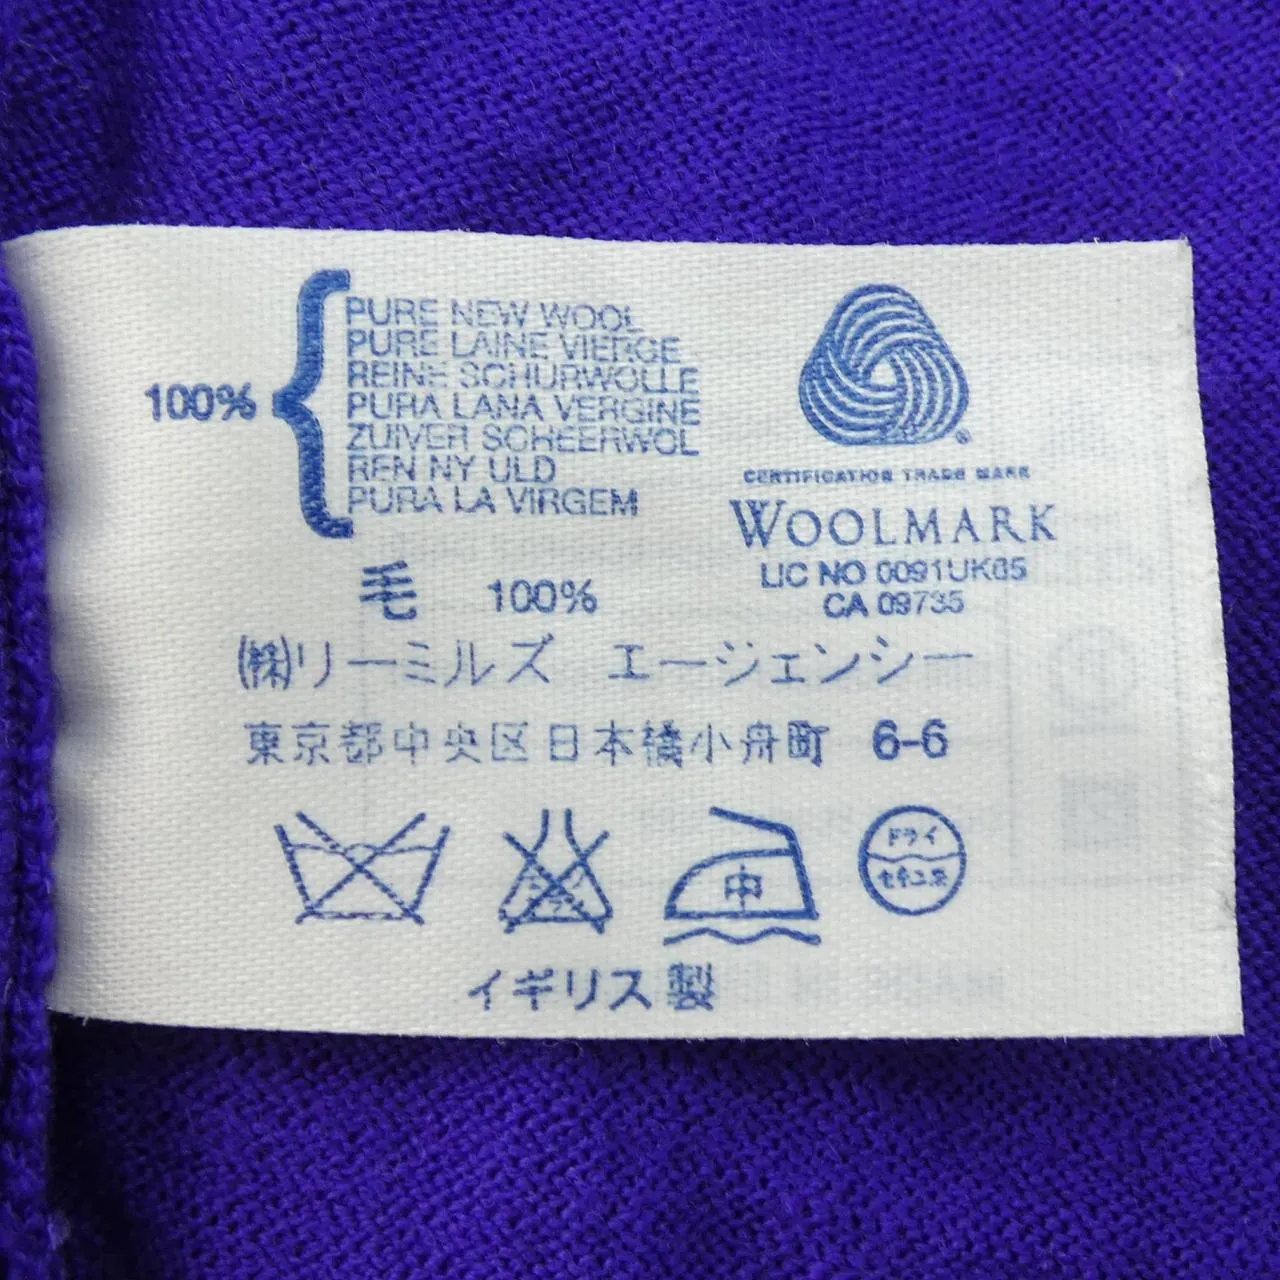 100%
PURE NEW WOOL
PURE LAINE VIERGE
REINE SCHURWOLLE
PURA LANA VERGINE
ZUIVER SCHEERWOL
REN NY ULD
PURA LA VIRGEM
CERTIFICATION TRADE MARK
WOOLMARK
LIC NO 0091UK65
CA 09735
毛 100%
㈱リーミルズ エージェンシー
東京都中央区日本橋小舟町 6-6
中
ドライ
セキユ系
イギリス製